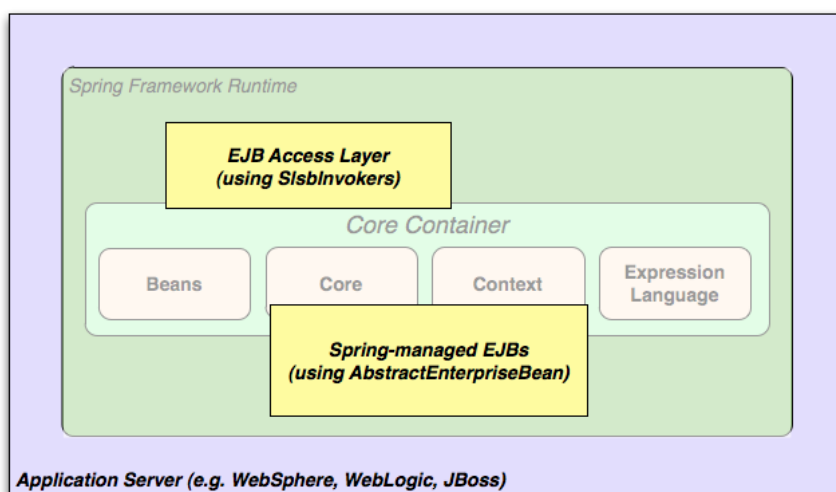 Spring Framework Runtime
EJB Access Layer
(using SlsbInvokers)
Core Container
Beans
Core
Context
Expression
Language
Spring-managed EJBs
(using AbstractEnterpriseBean)
Application Server (e.g. WebSphere, WebLogic, JBoss)